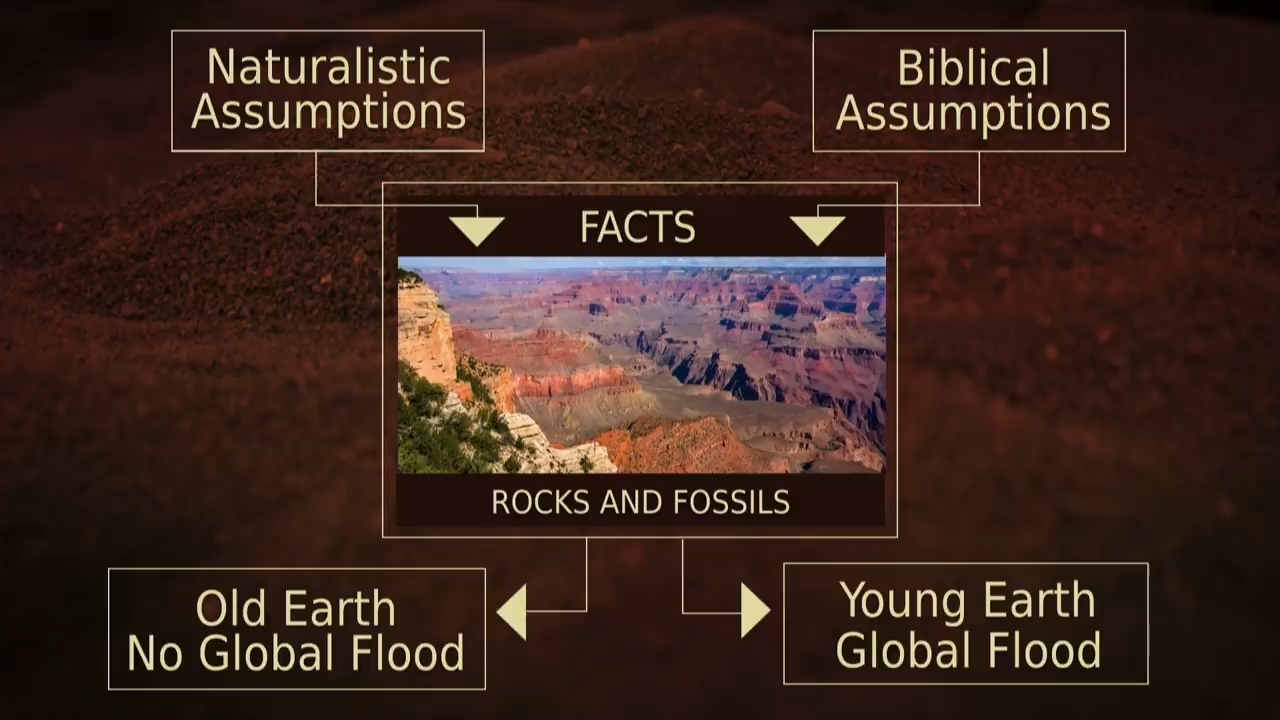 Naturalistic
Assumptions
Biblical
Assumptions
FACTS
ROCKS AND FOSSILS
Old Earth
No Global Flood
Young Earth
Global Flood